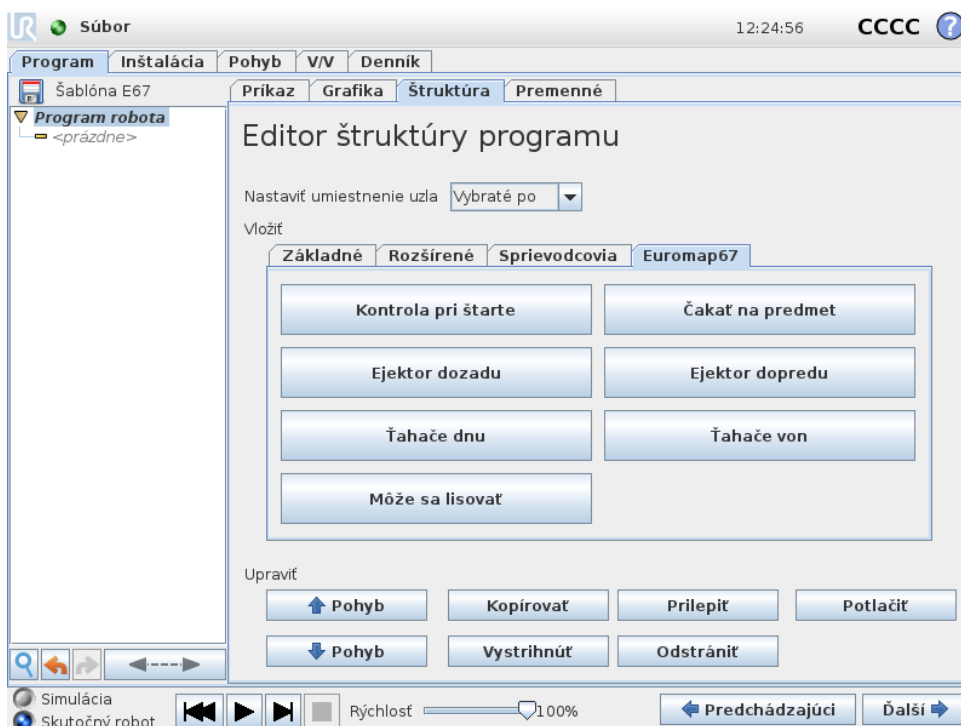 UR Súbor 12:24:56 CCCC ?
Program Inštalácia Pohyb V/V Denník
Šablóna E67 Príkaz Grafika Štruktúra Premenné
Program robota
<prázdne>
Editor štruktúry programu
Nastaviť umiestnenie uzla Vybraté po
Vložiť
Základné Rozšírené Sprievodcovia Euromap67
Kontrola pri štarte Čakať na predmet
Ejektor dozadu Ejektor dopredu
Ťahače dnu Ťahače von
Môže sa lisovať
Upraviť
Pohyb Kopírovať Prilepiť Potlačiť
Pohyb Vystrihnúť Odstrániť
Simulácia
Skutočný robot Rýchlosť 100% Predchádzajúci Ďalší